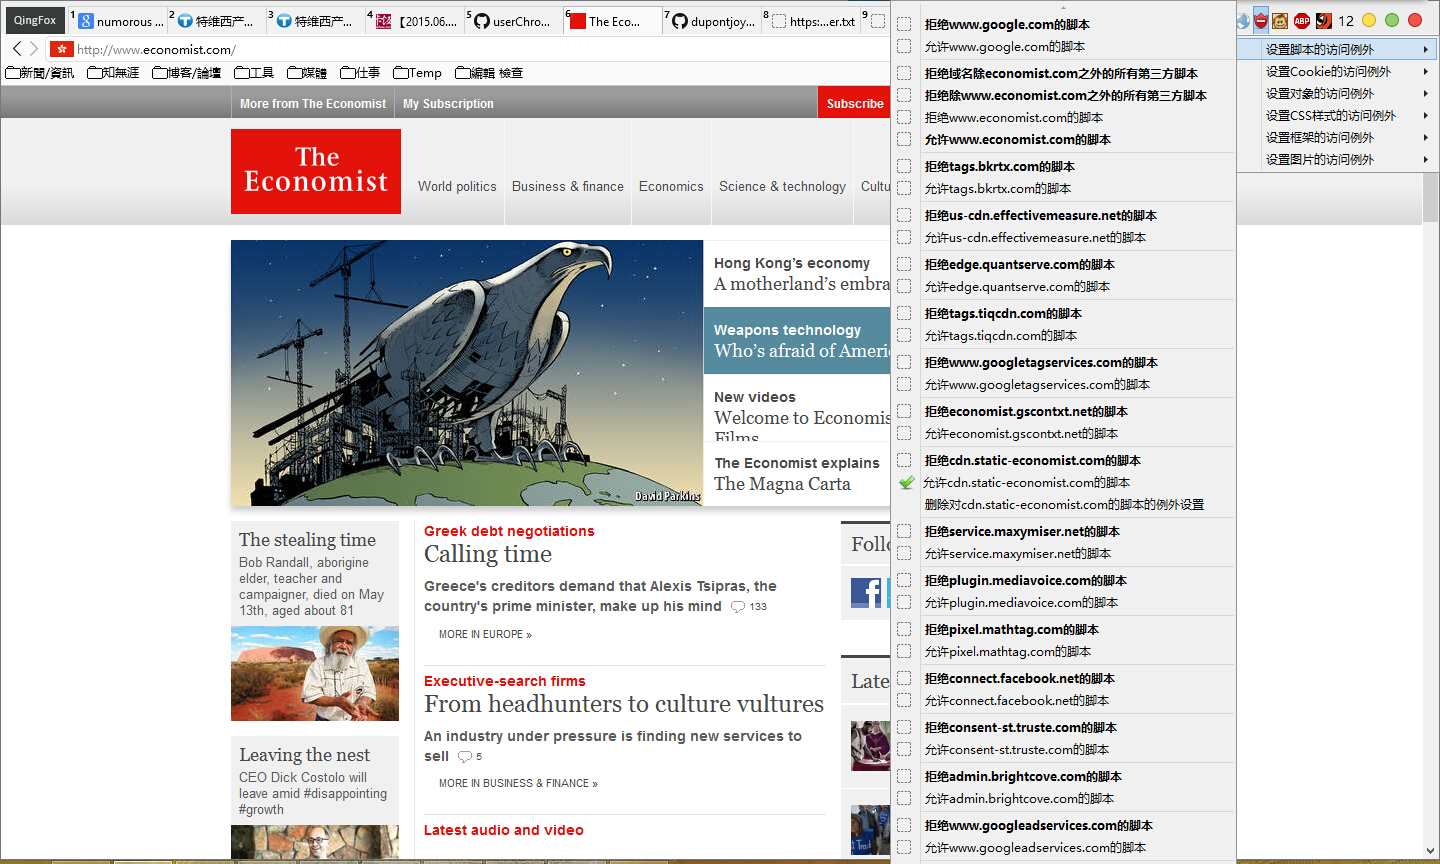 QingFox
1
numorous ...
2
特维西产...
3
特维西产...
4
【2015.06....
5
userChro...
6
The Eco...
7
dupontjoy...
8
https:...er.txt
9
12
http://www.economist.com/
新聞/資訊
知無涯
博客/論壇
工具
媒體
仕事
Temp
編輯 檢查
More from The Economist
My Subscription
Subscribe
The
Economist
World politics
Business & finance
Economics
Science & technology
Cultu
Hong Kong’s economy
A motherland’s embra
Weapons technology
Who’s afraid of Ameri
New videos
Welcome to Economis
Films
The Economist explains
The Magna Carta
David Parkins
The stealing time
Bob Randall, aborigine
elder, teacher and
campaigner, died on May
13th, aged about 81
Leaving the nest
CEO Dick Costolo will
leave amid #disappointing
#growth
Greek debt negotiations
Calling time
Greece's creditors demand that Alexis Tsipras, the
country's prime minister, make up his mind 133
MORE IN EUROPE »
Executive-search firms
From headhunters to culture vultures
An industry under pressure is finding new services to
sell 5
MORE IN BUSINESS & FINANCE »
Latest audio and video
Follo
Late
拒绝www.google.com的脚本
允许www.google.com的脚本
拒绝域名除economist.com之外的所有第三方脚本
拒绝除www.economist.com之外的所有第三方脚本
拒绝www.economist.com的脚本
允许www.economist.com的脚本
拒绝tags.bkrtx.com的脚本
允许tags.bkrtx.com的脚本
拒绝us-cdn.effectivemeasure.net的脚本
允许us-cdn.effectivemeasure.net的脚本
拒绝edge.quantserve.com的脚本
允许edge.quantserve.com的脚本
拒绝tags.tiqcdn.com的脚本
允许tags.tiqcdn.com的脚本
拒绝www.googletagservices.com的脚本
允许www.googletagservices.com的脚本
拒绝economist.gscontxt.net的脚本
允许economist.gscontxt.net的脚本
拒绝cdn.static-economist.com的脚本
允许cdn.static-economist.com的脚本
删除对cdn.static-economist.com的脚本的例外设置
拒绝service.maxymiser.net的脚本
允许service.maxymiser.net的脚本
拒绝plugin.mediavoice.com的脚本
允许plugin.mediavoice.com的脚本
拒绝pixel.mathtag.com的脚本
允许pixel.mathtag.com的脚本
拒绝connect.facebook.net的脚本
允许connect.facebook.net的脚本
拒绝consent-st.truste.com的脚本
允许consent-st.truste.com的脚本
拒绝admin.brightcove.com的脚本
允许admin.brightcove.com的脚本
拒绝www.googleadservices.com的脚本
允许www.googleadservices.com的脚本
设置脚本的访问例外
设置Cookie的访问例外
设置对象的访问例外
设置CSS样式的访问例外
设置框架的访问例外
设置图片的访问例外